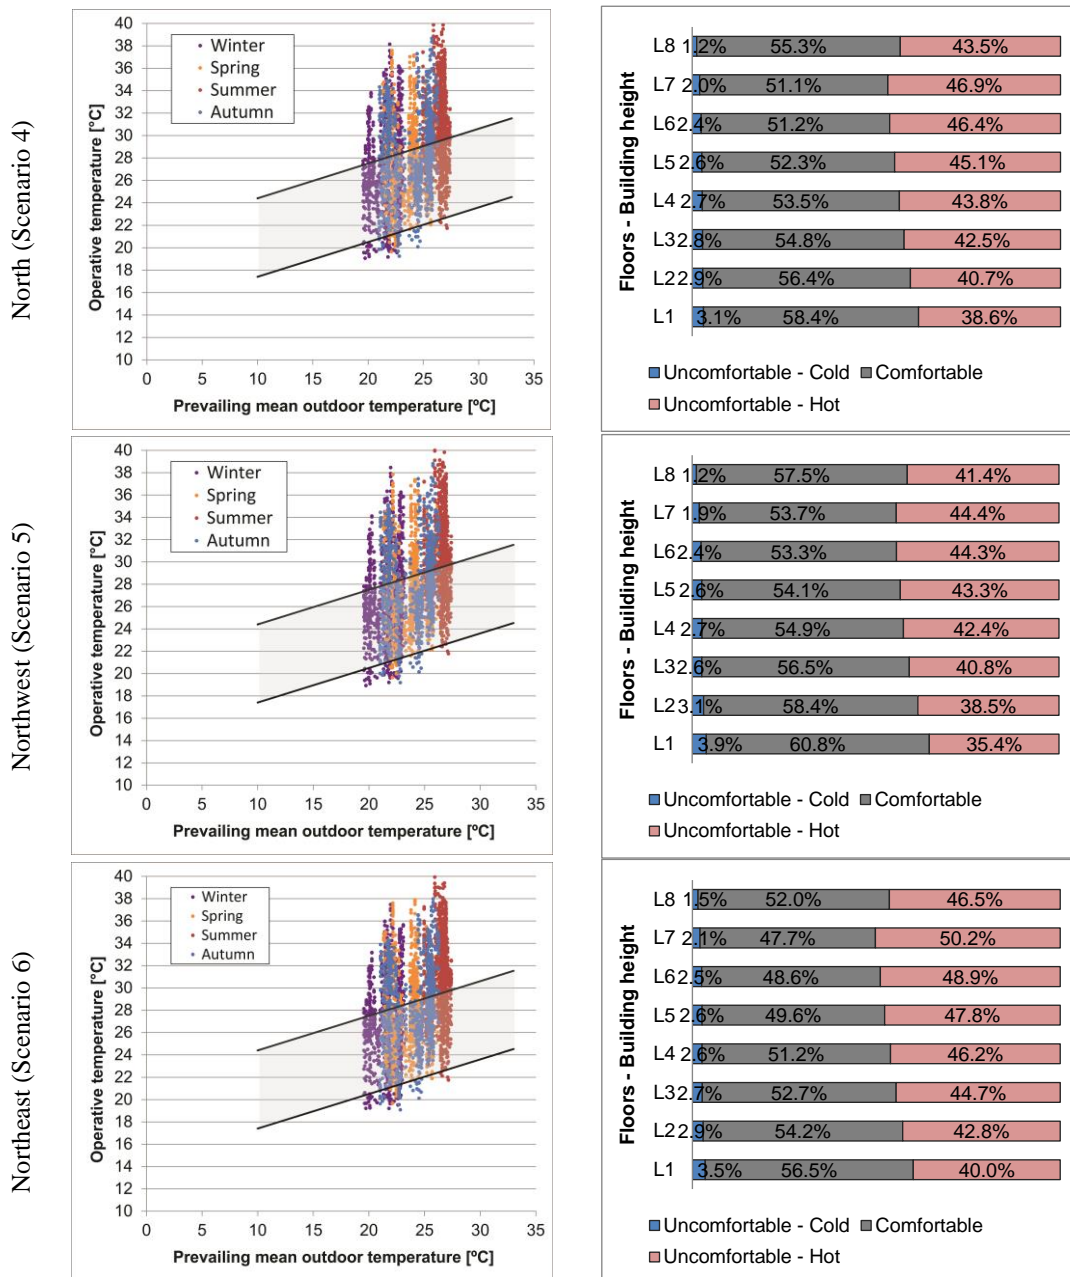 North (Scenario 4)
Operative temperature [°C]
40
38
36
34
32
30
28
26
24
22
20
18
16
14
12
10
Winter
Spring
Summer
Autumn
0 5 10 15 20 25 30 35
Prevailing mean outdoor temperature [ºC]
Floors - Building height
L8 1.2% 55.3% 43.5%
L7 2.0% 51.1% 46.9%
L6 2.4% 51.2% 46.4%
L5 2.6% 52.3% 45.1%
L4 2.7% 53.5% 43.8%
L3 2.8% 54.8% 42.5%
L2 2.9% 56.4% 40.7%
L1 3.1% 58.4% 38.6%
Uncomfortable - Cold Comfortable
Uncomfortable - Hot
Northwest (Scenario 5)
Operative temperature [°C]
40
38
36
34
32
30
28
26
24
22
20
18
16
14
12
10
Winter
Spring
Summer
Autumn
0 5 10 15 20 25 30 35
Prevailing mean outdoor temperature [ºC]
Floors - Building height
L8 1.2% 57.5% 41.4%
L7 1.9% 53.7% 44.4%
L6 2.4% 53.3% 44.3%
L5 2.6% 54.1% 43.3%
L4 2.7% 54.9% 42.4%
L3 2.6% 56.5% 40.8%
L2 3.1% 58.4% 38.5%
L1 3.9% 60.8% 35.4%
Uncomfortable - Cold Comfortable
Uncomfortable - Hot
Northeast (Scenario 6)
Operative temperature [°C]
40
38
36
34
32
30
28
26
24
22
20
18
16
14
12
10
Winter
Spring
Summer
Autumn
0 5 10 15 20 25 30 35
Prevailing mean outdoor temperature [ºC]
Floors - Building height
L8 1.5% 52.0% 46.5%
L7 2.1% 47.7% 50.2%
L6 2.5% 48.6% 48.9%
L5 2.6% 49.6% 47.8%
L4 2.6% 51.2% 46.2%
L3 2.7% 52.7% 44.7%
L2 2.9% 54.2% 42.8%
L1 3.5% 56.5% 40.0%
Uncomfortable - Cold Comfortable
Uncomfortable - Hot